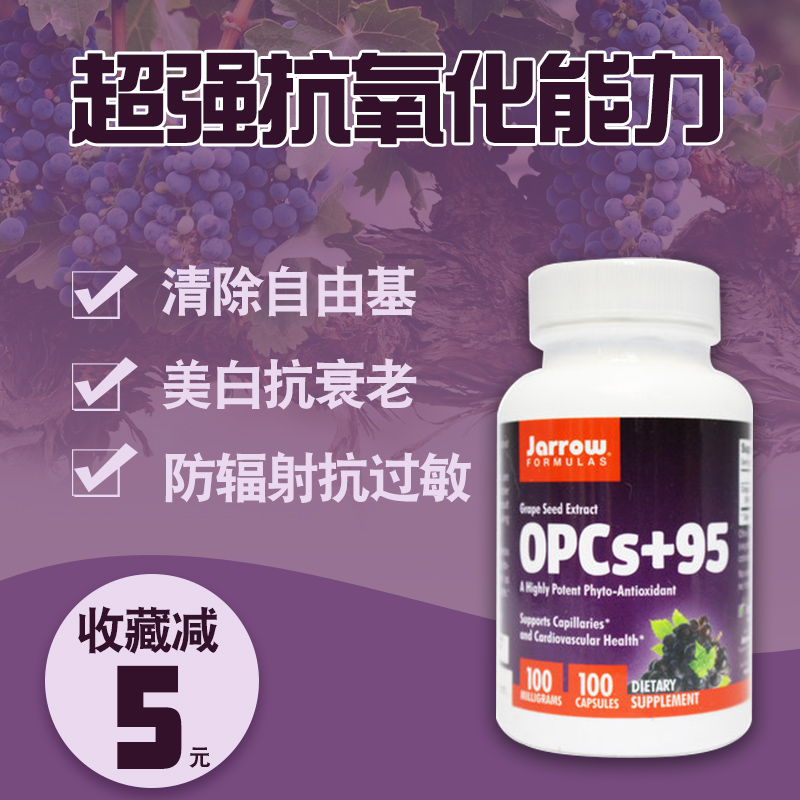 超强抗氧化能力
清除自由基
美白抗衰老
防辐射抗过敏
收藏减
5元
Jarrow
FORMULAS
Grape Seed Extract
OPCs+95
A Highly Potent Phyto-Antioxidant
Supports Capillaries*
and Cardiovascular Health*
100
MILLIGRAMS
100
CAPSULES
DIETARY
SUPPLEMENT